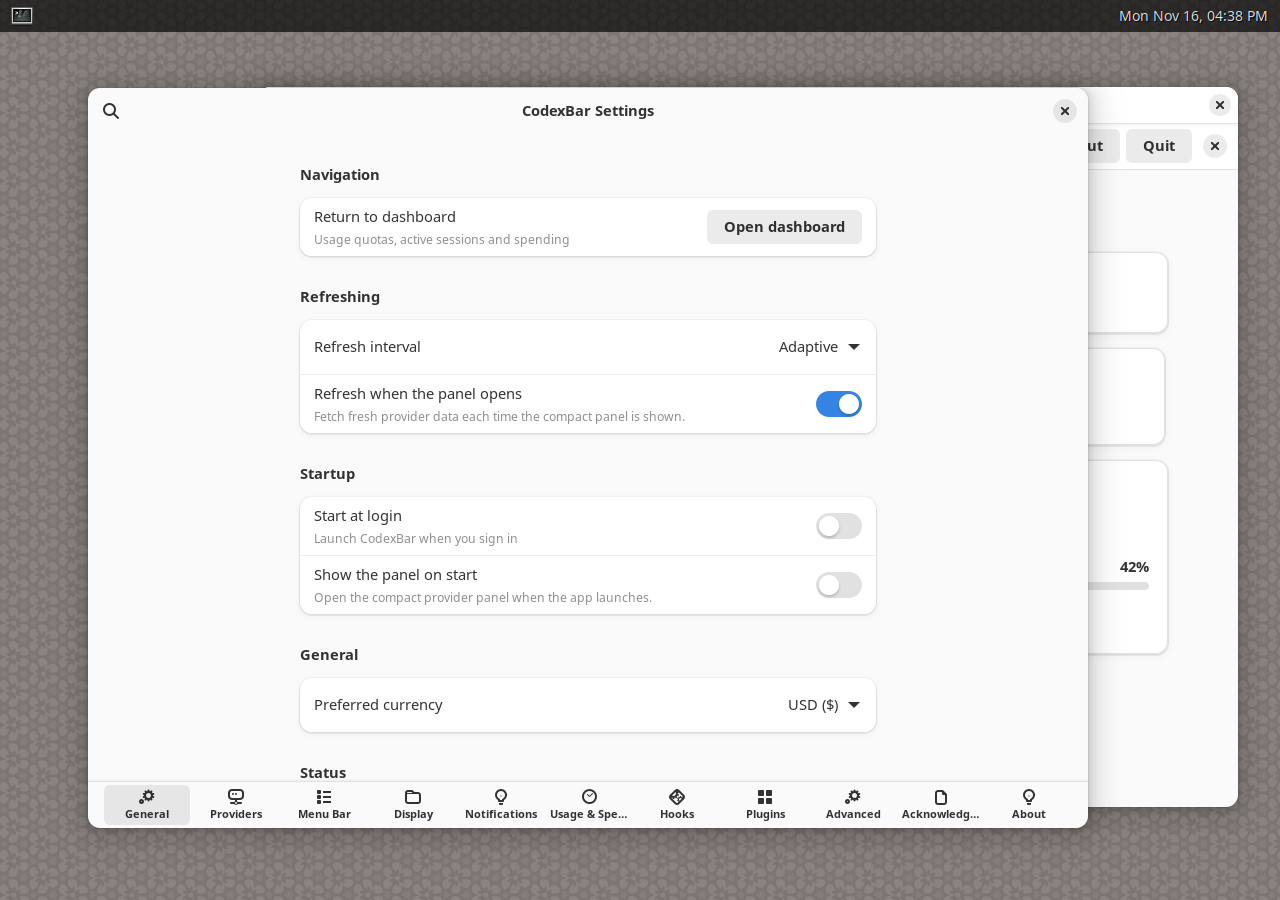 Mon Nov 16, 04:38 PM
CodexBar Settings
ut
Quit
Navigation
Return to dashboard
Usage quotas, active sessions and spending
Open dashboard
Refreshing
Refresh interval
Adaptive
Refresh when the panel opens
Fetch fresh provider data each time the compact panel is shown.
Startup
Start at login
Launch CodexBar when you sign in
Show the panel on start
Open the compact provider panel when the app launches.
42%
General
Preferred currency
USD ($)
Status
General
Providers
Menu Bar
Display
Notifications
Usage & Spe...
Hooks
Plugins
Advanced
Acknowledg...
About